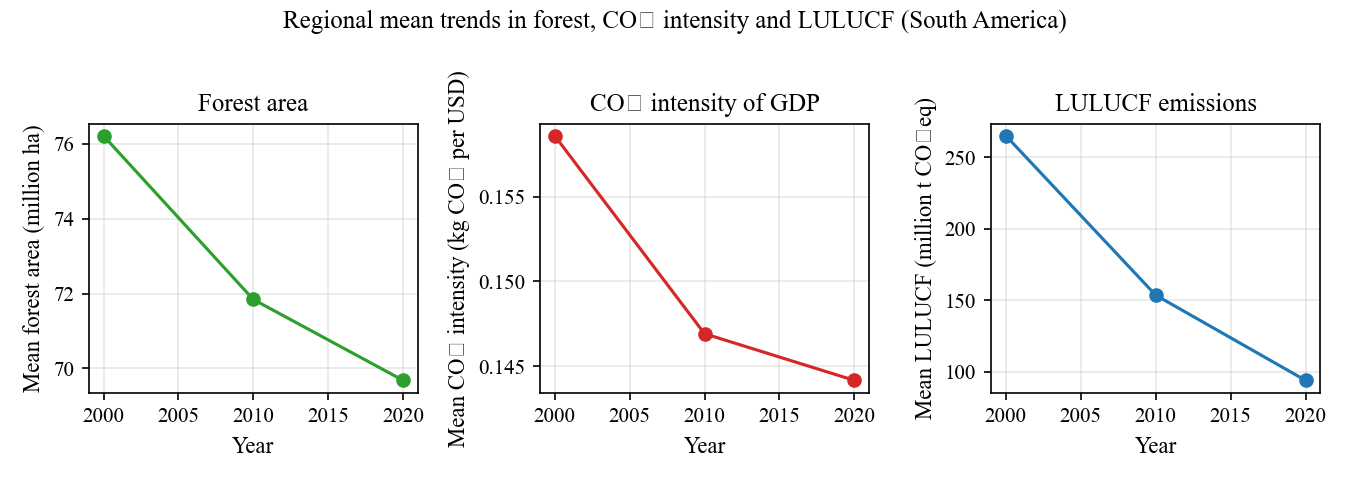 Regional mean trends in forest, CO□ intensity and LULUCF (South America)
Forest area
Mean forest area (million ha)
76
74
72
70
2000 2005 2010 2015 2020
Year
CO□ intensity of GDP
Mean CO□ intensity (kg CO□ per USD)
0.155
0.150
0.145
2000 2005 2010 2015 2020
Year
LULUCF emissions
Mean LULUCF (million t CO□eq)
250
200
150
100
2000 2005 2010 2015 2020
Year